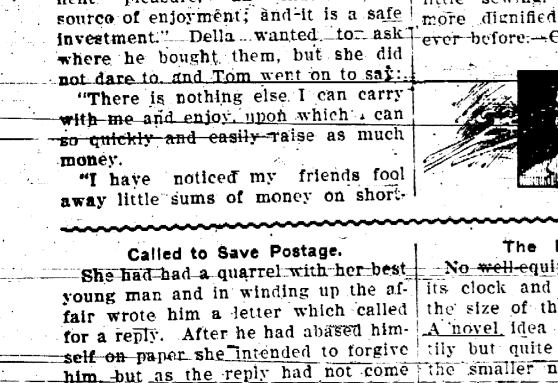 source of enjoyment; and it is a safe
investment." Della wanted to ask
where he bought them, but she did
not dare to, and Tom went on to say:
"There is nothing else I can carry
with me and enjoy, upon which I can
so quickly and easily raise as much
money.
"I have noticed my friends fool
away little sums of money on short-
Called to Save Postage.
She had had a quarrel with her best
young man and in winding up the af-
fair wrote him a letter which called
for a reply. After he had abased him-
self on paper she intended to forgive
him, but as the reply had not come
more dignified
ever before.
The
No well-equi
its clock and
the size of th
A novel idea
tily but quite
the smaller